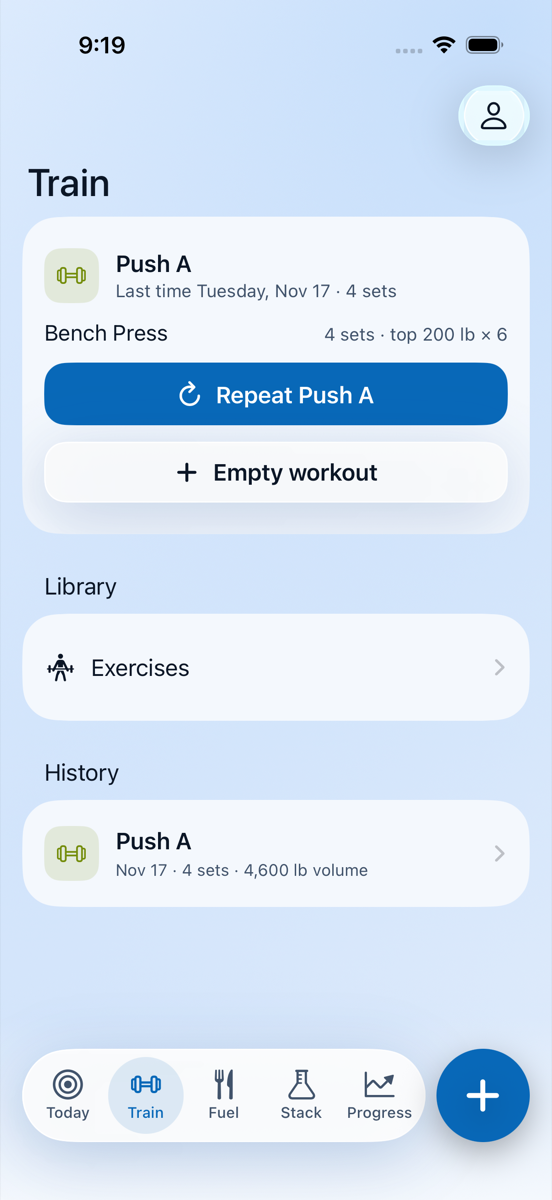 9:19
Train
Push A
Last time Tuesday, Nov 17 · 4 sets
Bench Press
4 sets · top 200 lb × 6
Repeat Push A
Empty workout
Library
Exercises
History
Push A
Nov 17 · 4 sets · 4,600 lb volume
Today
Train
Fuel
Stack
Progress